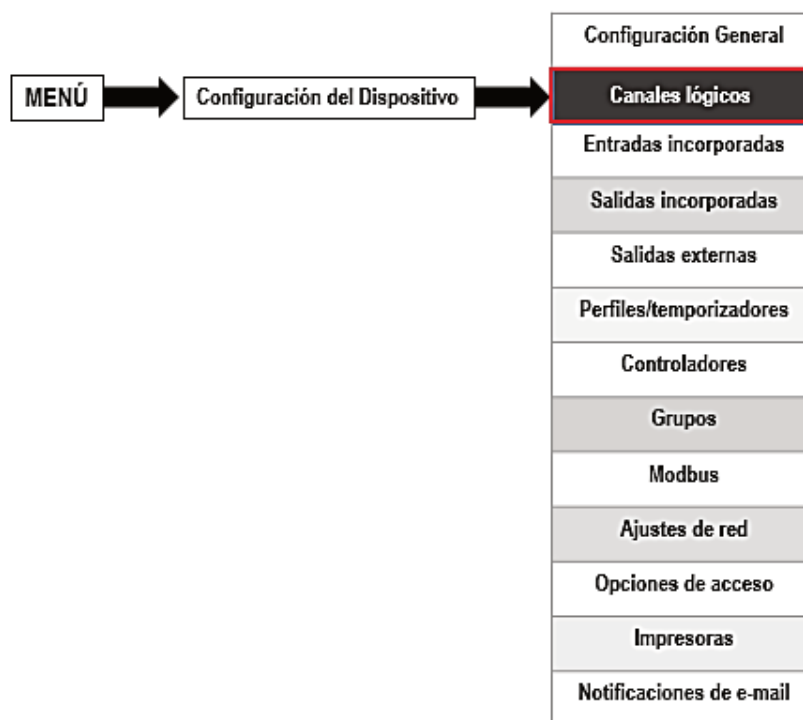 Configuración General
MENÚ
Configuración del Dispositivo
Canales lógicos
Entradas incorporadas
Salidas incorporadas
Salidas externas
Perfiles/temporizadores
Controladores
Grupos
Modbus
Ajustes de red
Opciones de acceso
Impresoras
Notificaciones de e-mail